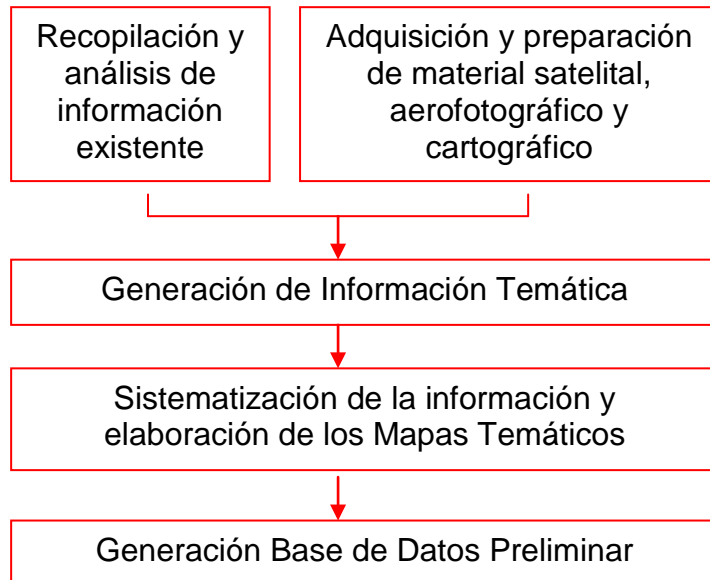 Recopilación y
análisis de
información
existente
Adquisición y preparación
de material satelital,
aerofotográfico y
cartográfico
Generación de Información Temática
Sistematización de la información y
elaboración de los Mapas Temáticos
Generación Base de Datos Preliminar